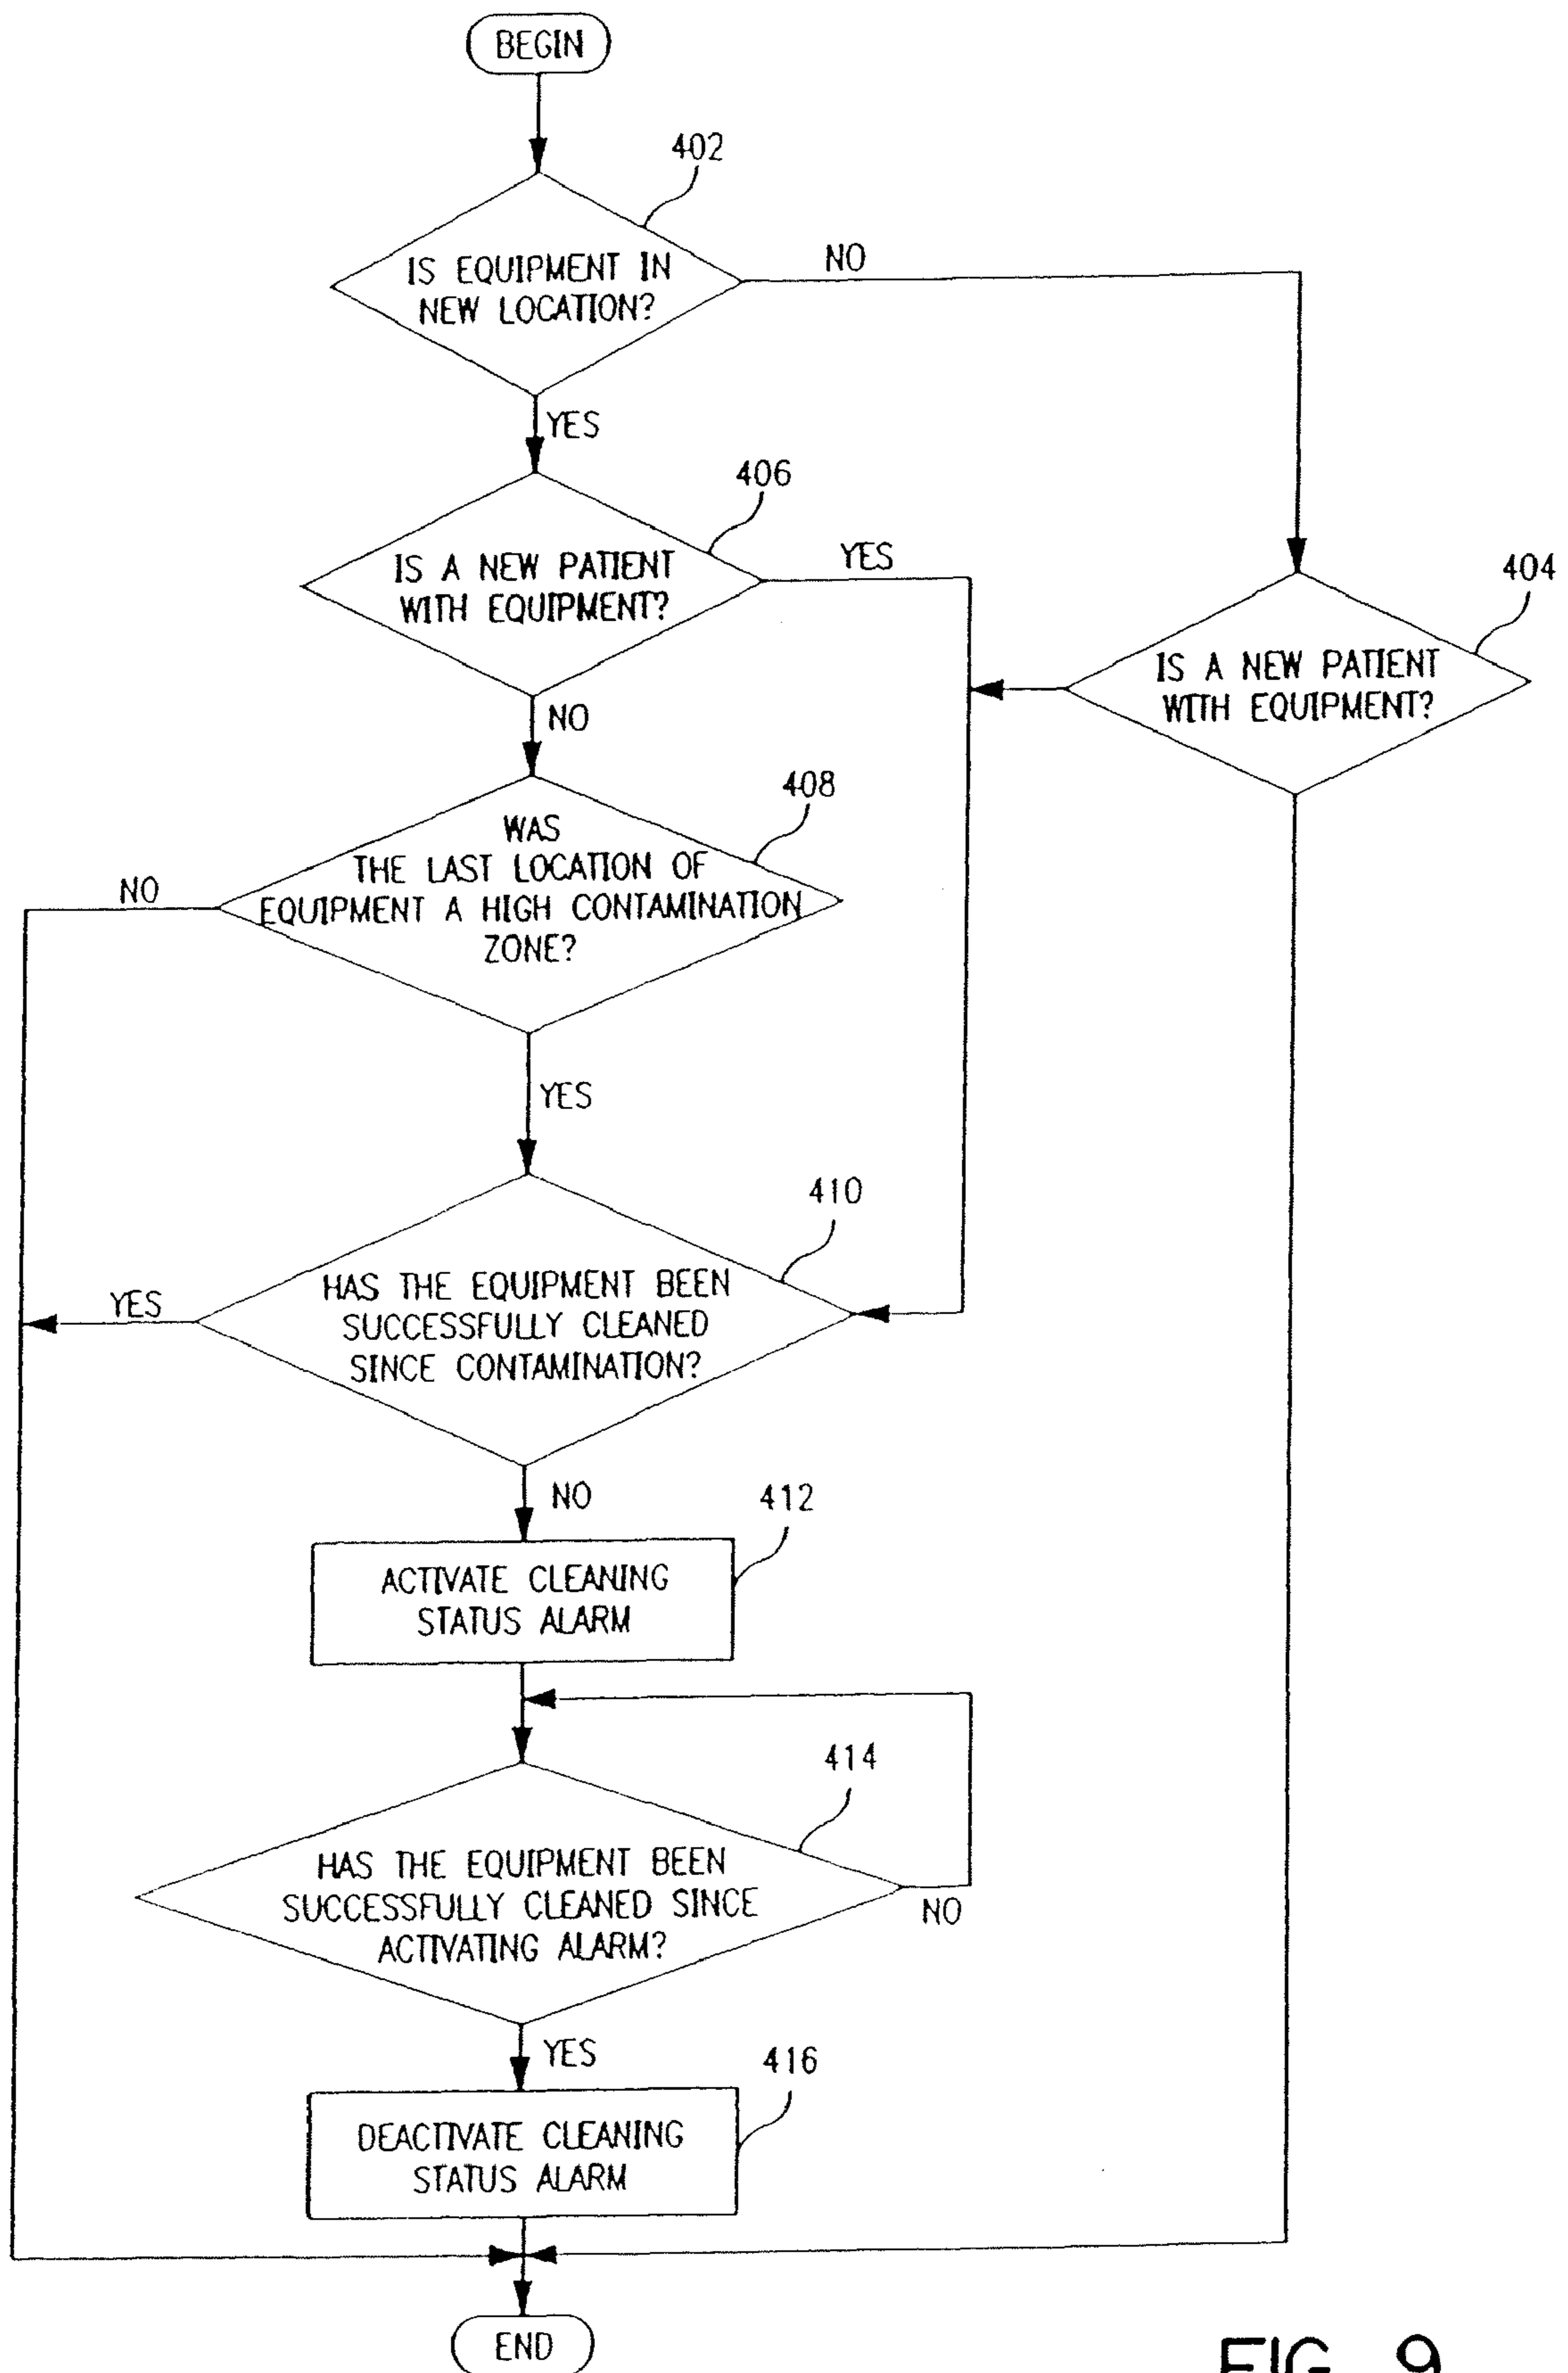 BEGIN
402
IS EQUIPMENT IN
NEW LOCATION?
NO
YES
406
IS A NEW PATIENT
WITH EQUIPMENT?
YES
404
IS A NEW PATIENT
WITH EQUIPMENT?
NO
408
WAS
THE LAST LOCATION OF
EQUIPMENT A HIGH CONTAMINATION
ZONE?
NO
YES
410
HAS THE EQUIPMENT BEEN
SUCCESSFULLY CLEANED
SINCE CONTAMINATION?
YES
NO
412
ACTIVATE CLEANING
STATUS ALARM
414
HAS THE EQUIPMENT BEEN
SUCCESSFULLY CLEANED SINCE
ACTIVATING ALARM?
NO
YES
416
DEACTIVATE CLEANING
STATUS ALARM
END
FIG. 9